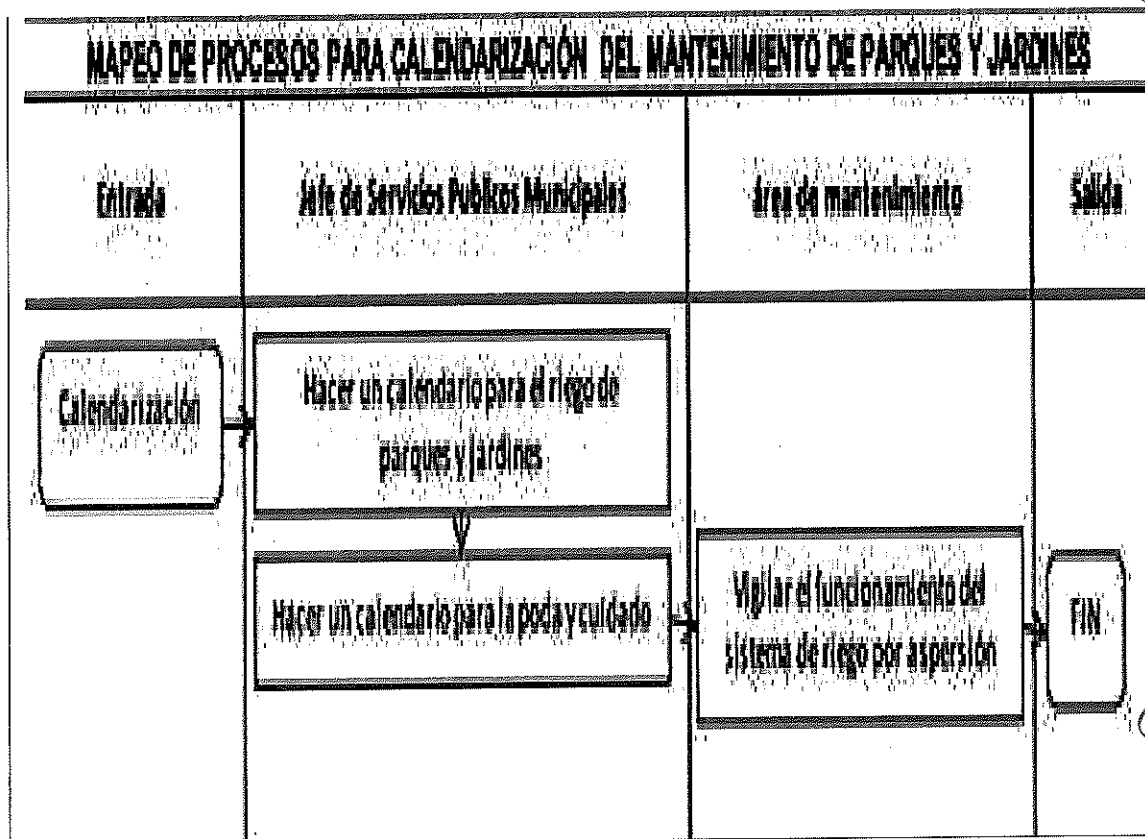 MAPEO DE PROCESOS PARA CALENDARIZACIÓN DEL MANTENIMIENTO DE PARQUES Y JARDINES
Entrada
Jefe de Servicios Publicos Municipales
área de mantenimiento
Salida
Calendarización
Hacer un calendario para el riego de
parques y jardines
Hacer un calendario para la poda y cuidado
Vigilar el funcionamiento del
sistema de riego por aspersión
FIN